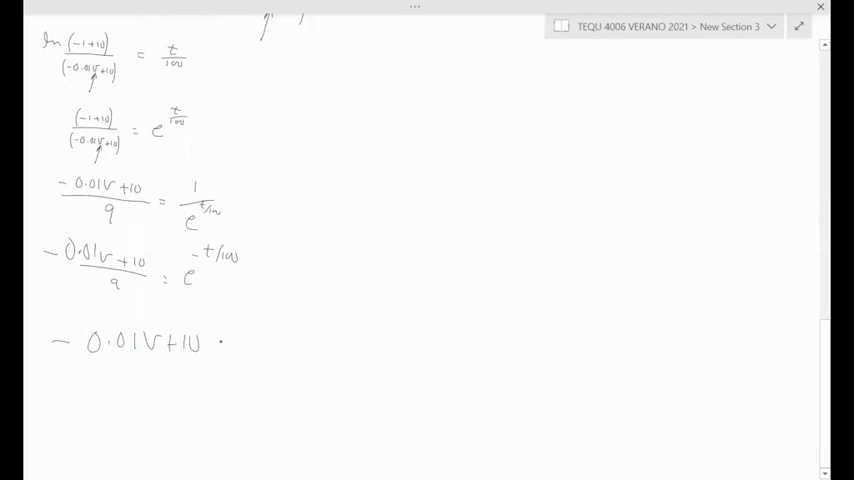 TEQU 4006 VERANO 2021 > New Section 3
ln (-1+10) / (-0.01v+10) = t/100
(-1+10) / (-0.01v+10) = e^t/100
-0.01v+10 / 9 = 1 / e^t/100
-0.01v+10 / 9 = e^-t/100
- 0.01v+10